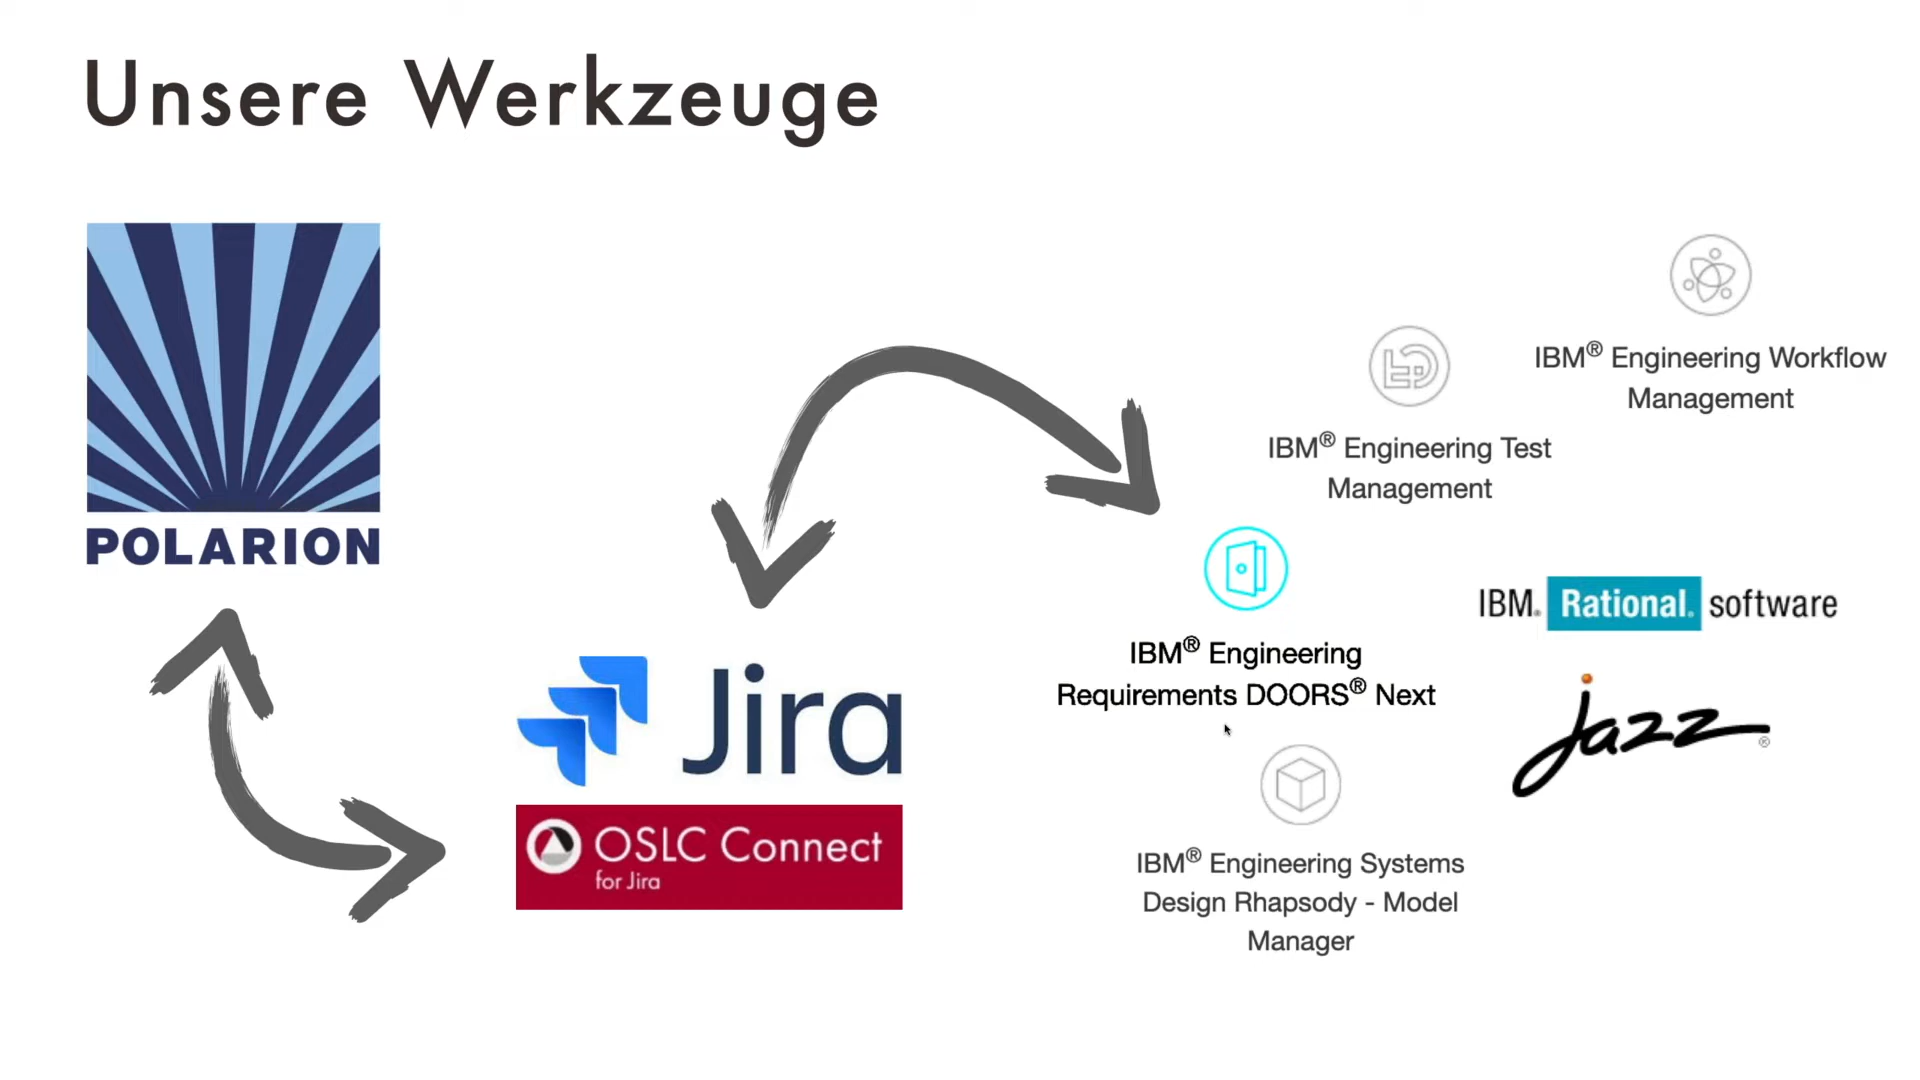 Unsere Werkzeuge
POLARION
Jira
OSLC Connect
for Jira
IBM® Engineering Workflow
Management
IBM® Engineering Test
Management
IBM® Engineering
Requirements DOORS® Next
IBM® Engineering Systems
Design Rhapsody - Model
Manager
IBM. Rational. software
jazz®